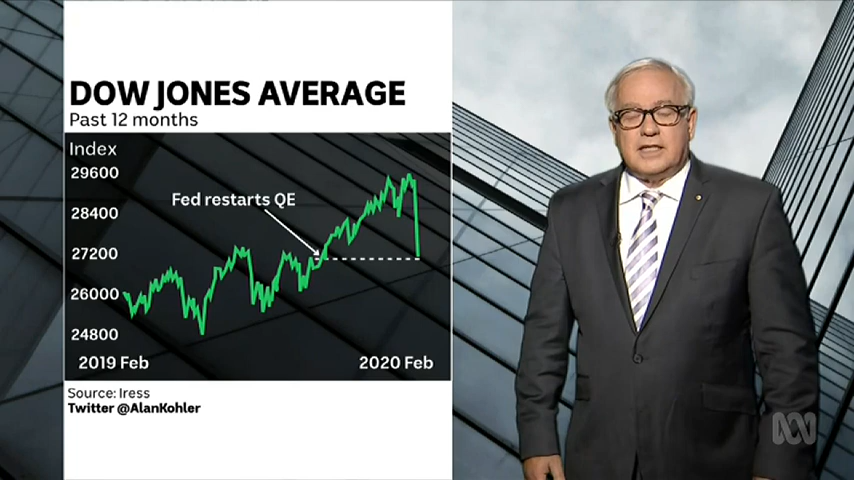 DOW JONES AVERAGE
Past 12 months
Index
29600
Fed restarts QE
28400
27200
26000
24800
2019 Feb
2020 Feb
Source: Iress
Twitter @AlanKohler